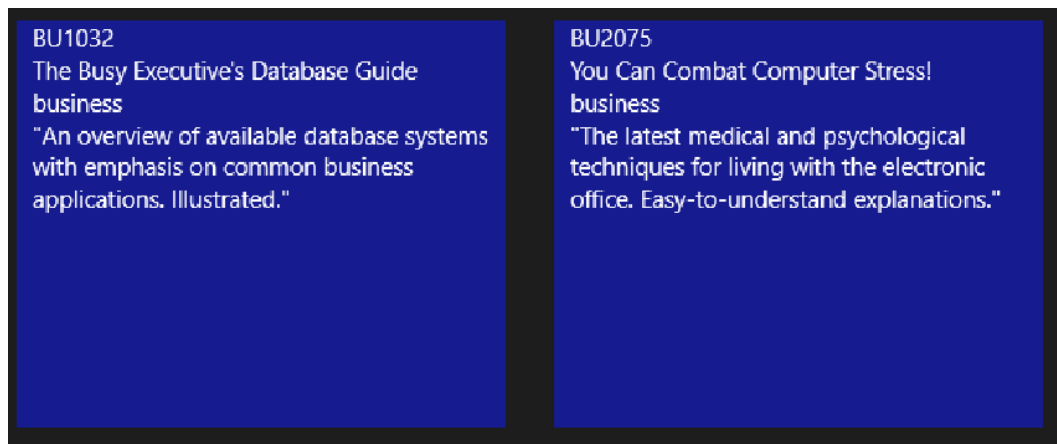 BU1032
The Busy Executive's Database Guide
business
"An overview of available database systems
with emphasis on common business
applications. Illustrated."
BU2075
You Can Combat Computer Stress!
business
"The latest medical and psychological
techniques for living with the electronic
office. Easy-to-understand explanations."